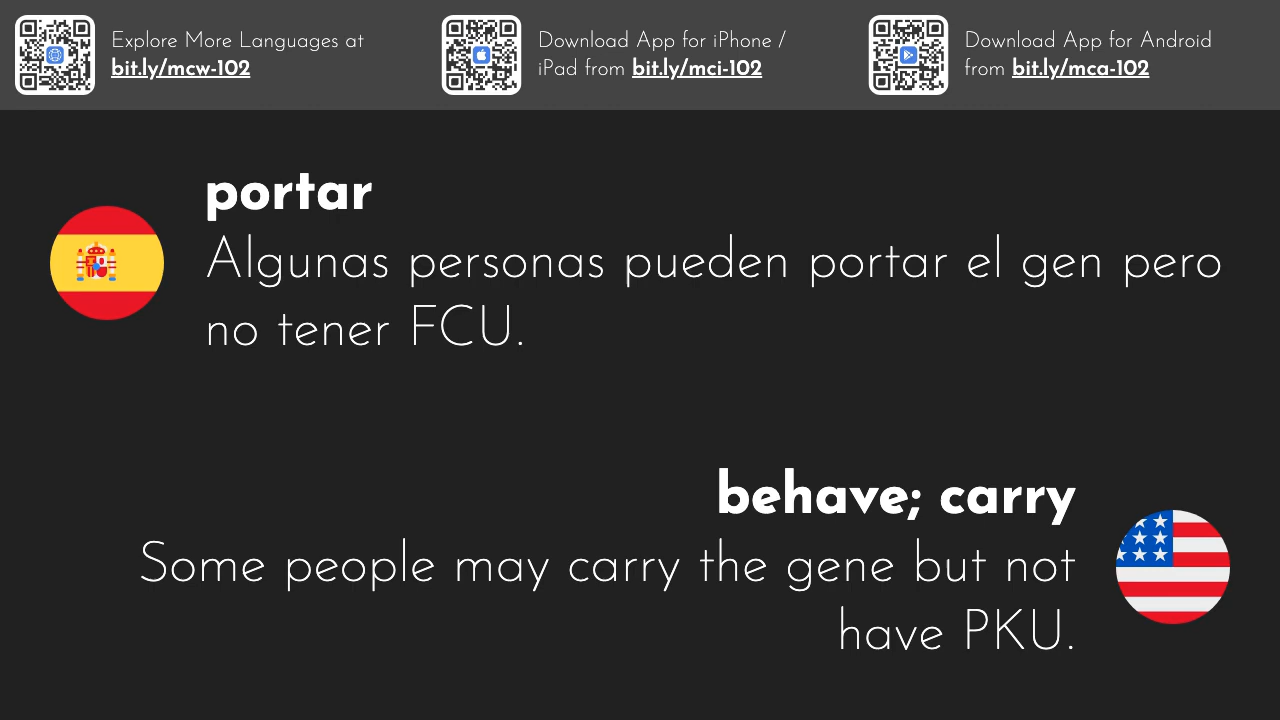 Explore More Languages at
bit.ly/mcw-102
Download App for iPhone /
iPad from bit.ly/mci-102
Download App for Android
from bit.ly/mca-102
portar
Algunas personas pueden portar el gen pero
no tener FCU.
behave; carry
Some people may carry the gene but not
have PKU.